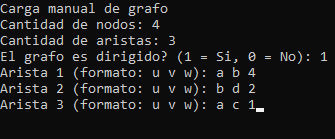 Carga manual de grafo
Cantidad de nodos: 4
Cantidad de aristas: 3
El grafo es dirigido? (1 = Si, 0 = No): 1
Arista 1 (formato: u v w): a b 4
Arista 2 (formato: u v w): b d 2
Arista 3 (formato: u v w): a c 1